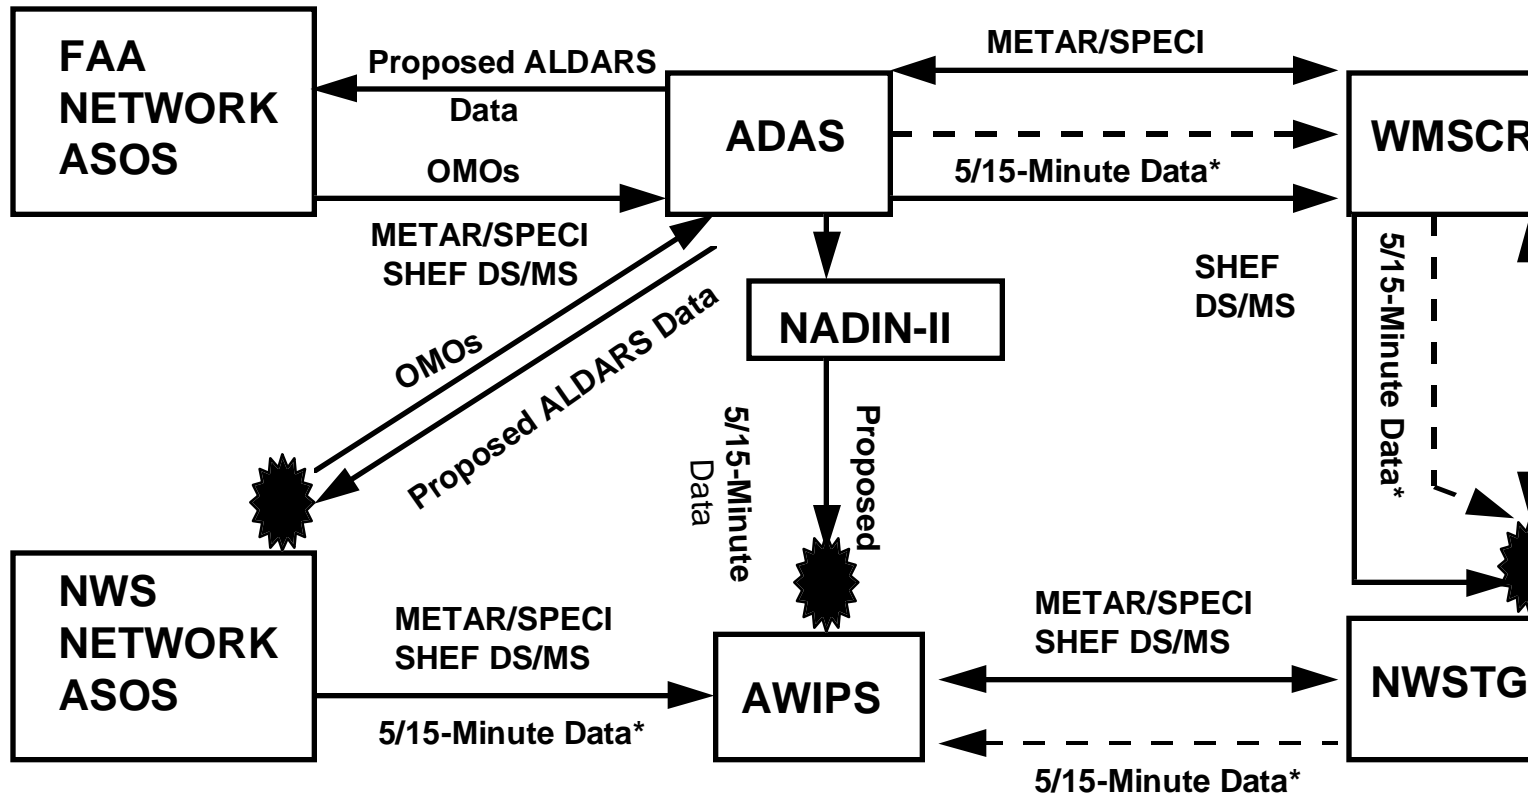 FAA
NETWORK
ASOS
Proposed ALDARS
Data
OMOs
METAR/SPECI
SHEF DS/MS
ADAS
METAR/SPECI
5/15-Minute Data*
SHEF
DS/MS
WMSCR
5/15-Minute Data*
NADIN-II
OMOs
Proposed ALDARS Data
Proposed
5/15-Minute
Data
NWS
NETWORK
ASOS
METAR/SPECI
SHEF DS/MS
5/15-Minute Data*
AWIPS
METAR/SPECI
SHEF DS/MS
5/15-Minute Data*
NWSTG